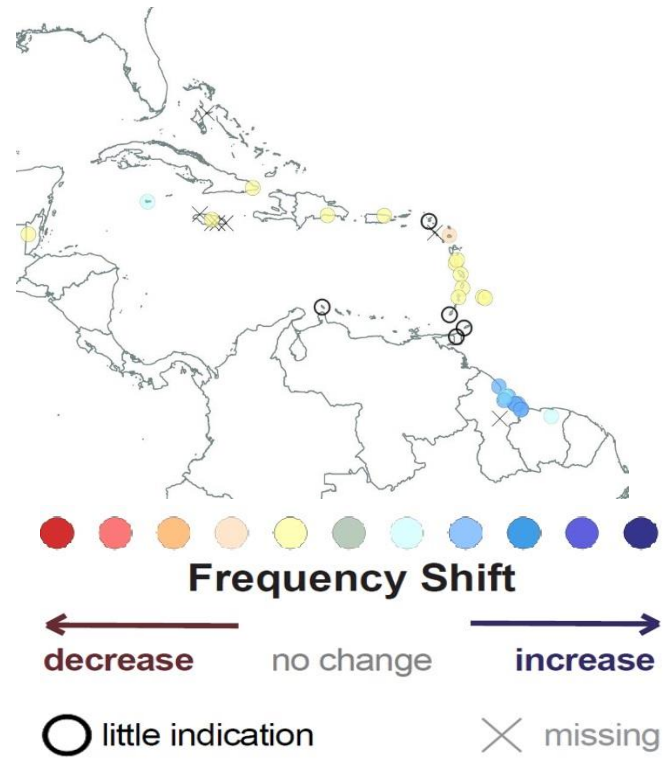 Frequency Shift
decrease no change increase
little indication missing